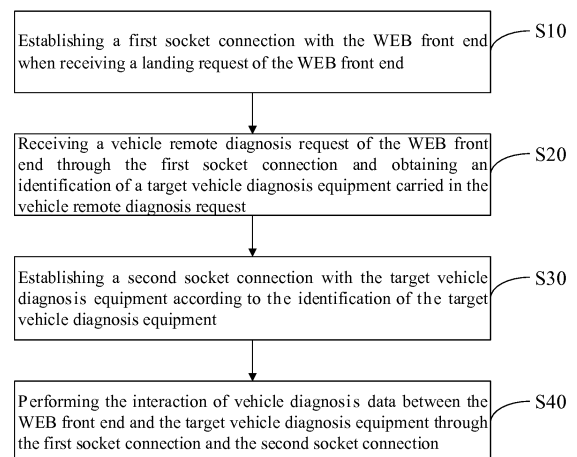 Establishing a first socket connection with the WEB front end
when receiving a landing request of the WEB front end
S10
Receiving a vehicle remote diagnosis request of the WEB front
end through the first socket connection and obtaining an
identification of a target vehicle diagnosis equipment carried in the
vehicle remote diagnosis request
S20
Establishing a second socket connection with the target vehicle
diagnosis equipment according to the identification of the target
vehicle diagnosis equipment
S30
Performing the interaction of vehicle diagnosis data between the
WEB front end and the target vehicle diagnosis equipment through
the first socket connection and the second socket connection
S40